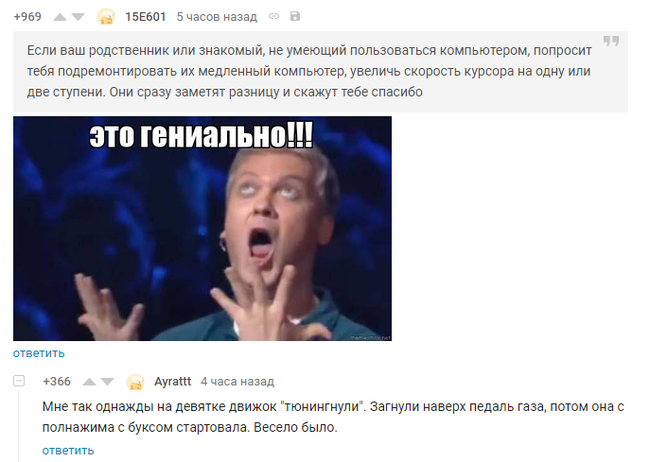 +969 15E601 5 часов назад
Если ваш родственник или знакомый, не умеющий пользоваться компьютером, попросит
тебя подремонтировать их медленный компьютер, увеличь скорость курсора на одну или
две ступени. Они сразу заметят разницу и скажут тебе спасибо
это гениально!!!
ответить
+366 Ayrattt 4 часа назад
Мне так однажды на девятке движок "тюнингнули". Загнули наверх педаль газа, потом она с
полнажима с буксом стартовала. Весело было.
ответить